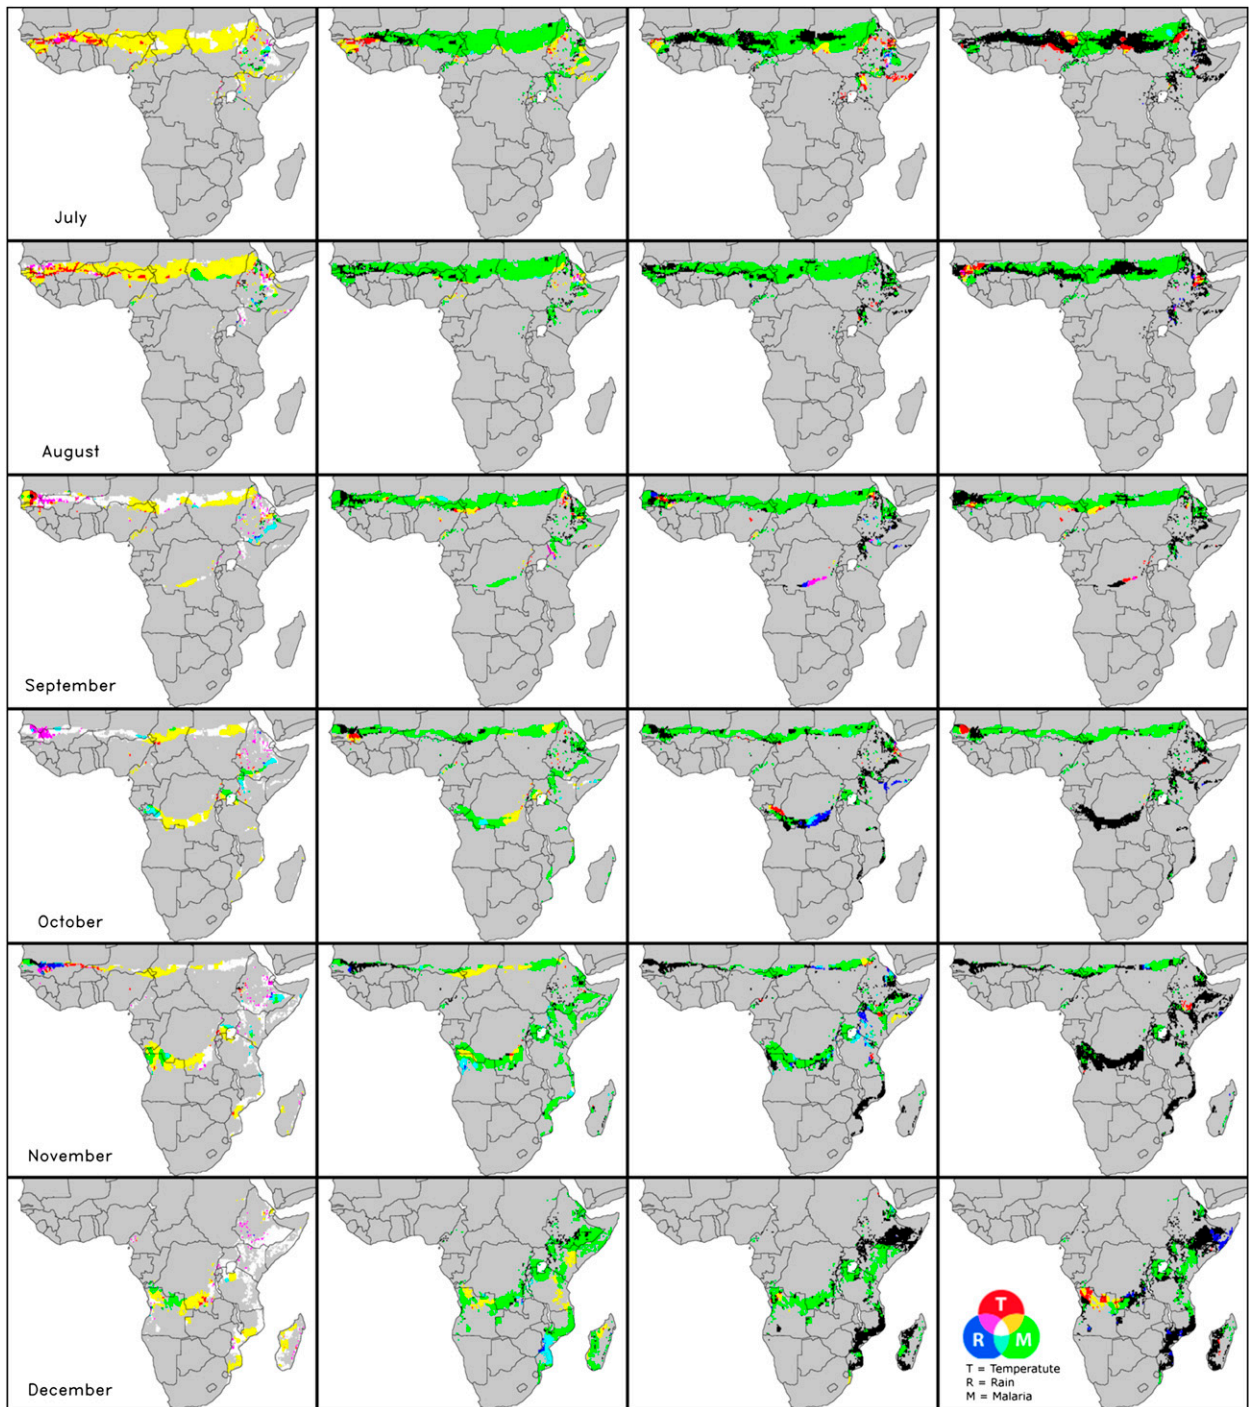 July
August
September
October
November
December
T
R
M
T = Temperatute
R = Rain
M = Malaria